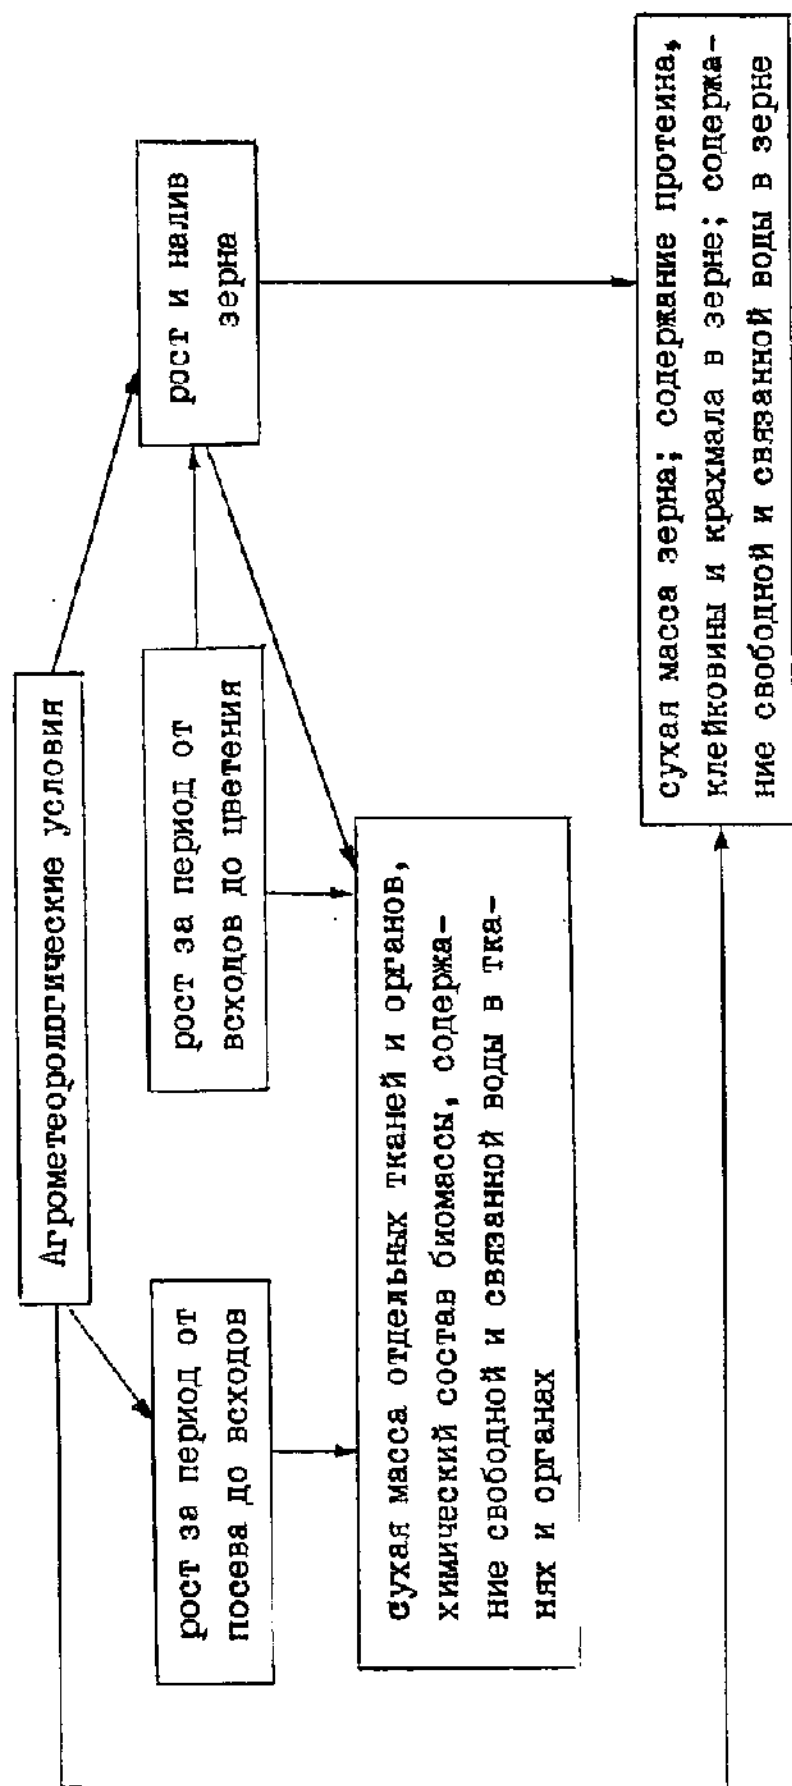 Агрометеорологические условия
рост за период от
посева до всходов
рост за период от
всходов до цветения
рост и налив
зерна
сухая масса отдельных тканей и органов,
химический состав биомассы, содержа-
ние свободной и связанной воды в тка-
нях и органах
сухая масса зерна; содержание протеина,
клейковины и крахмала в зерне; содержа-
ние свободной и связанной воды в зерне